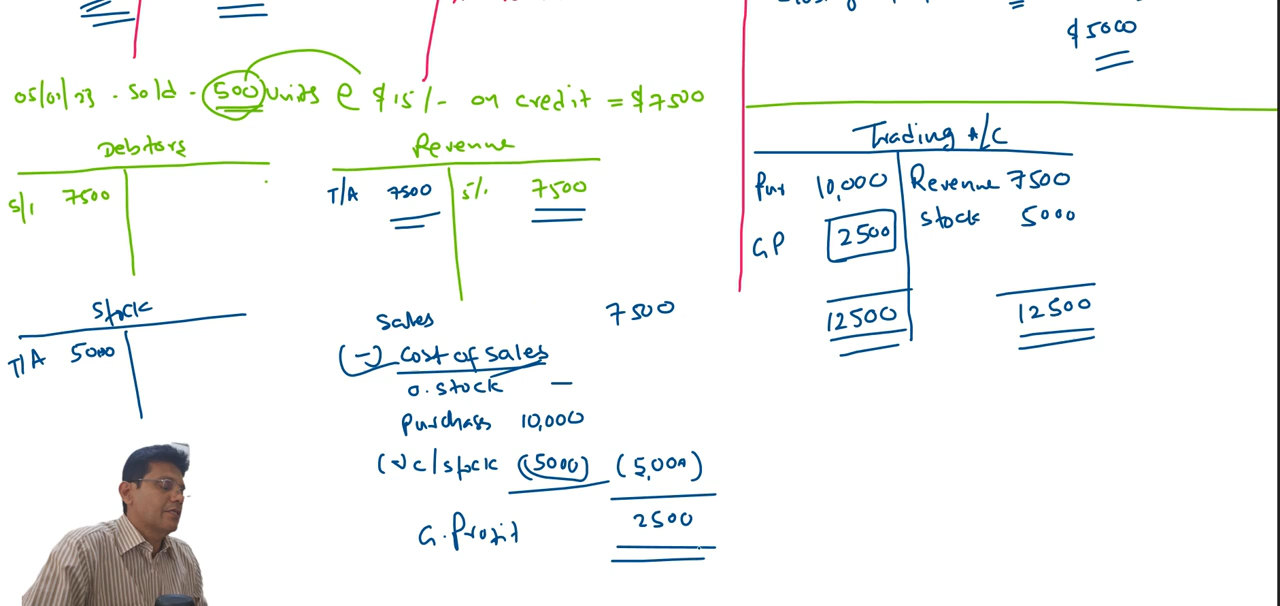 $5000
05/01/23 - Sold - 500 units @ $15/- on credit = $7500
Debtors
S/. 7500
Revenue
T/A 7500 S/. 7500
Stock
T/A 5000
Sales 7500
(-) Cost of Sales
O. Stock —
Purchases 10,000
(-) C/Stock (5000) (5,000)
G. Profit 2500
Trading A/C
Pur 10,000 Revenue 7500
GP 2500 Stock 5000
12500 12500